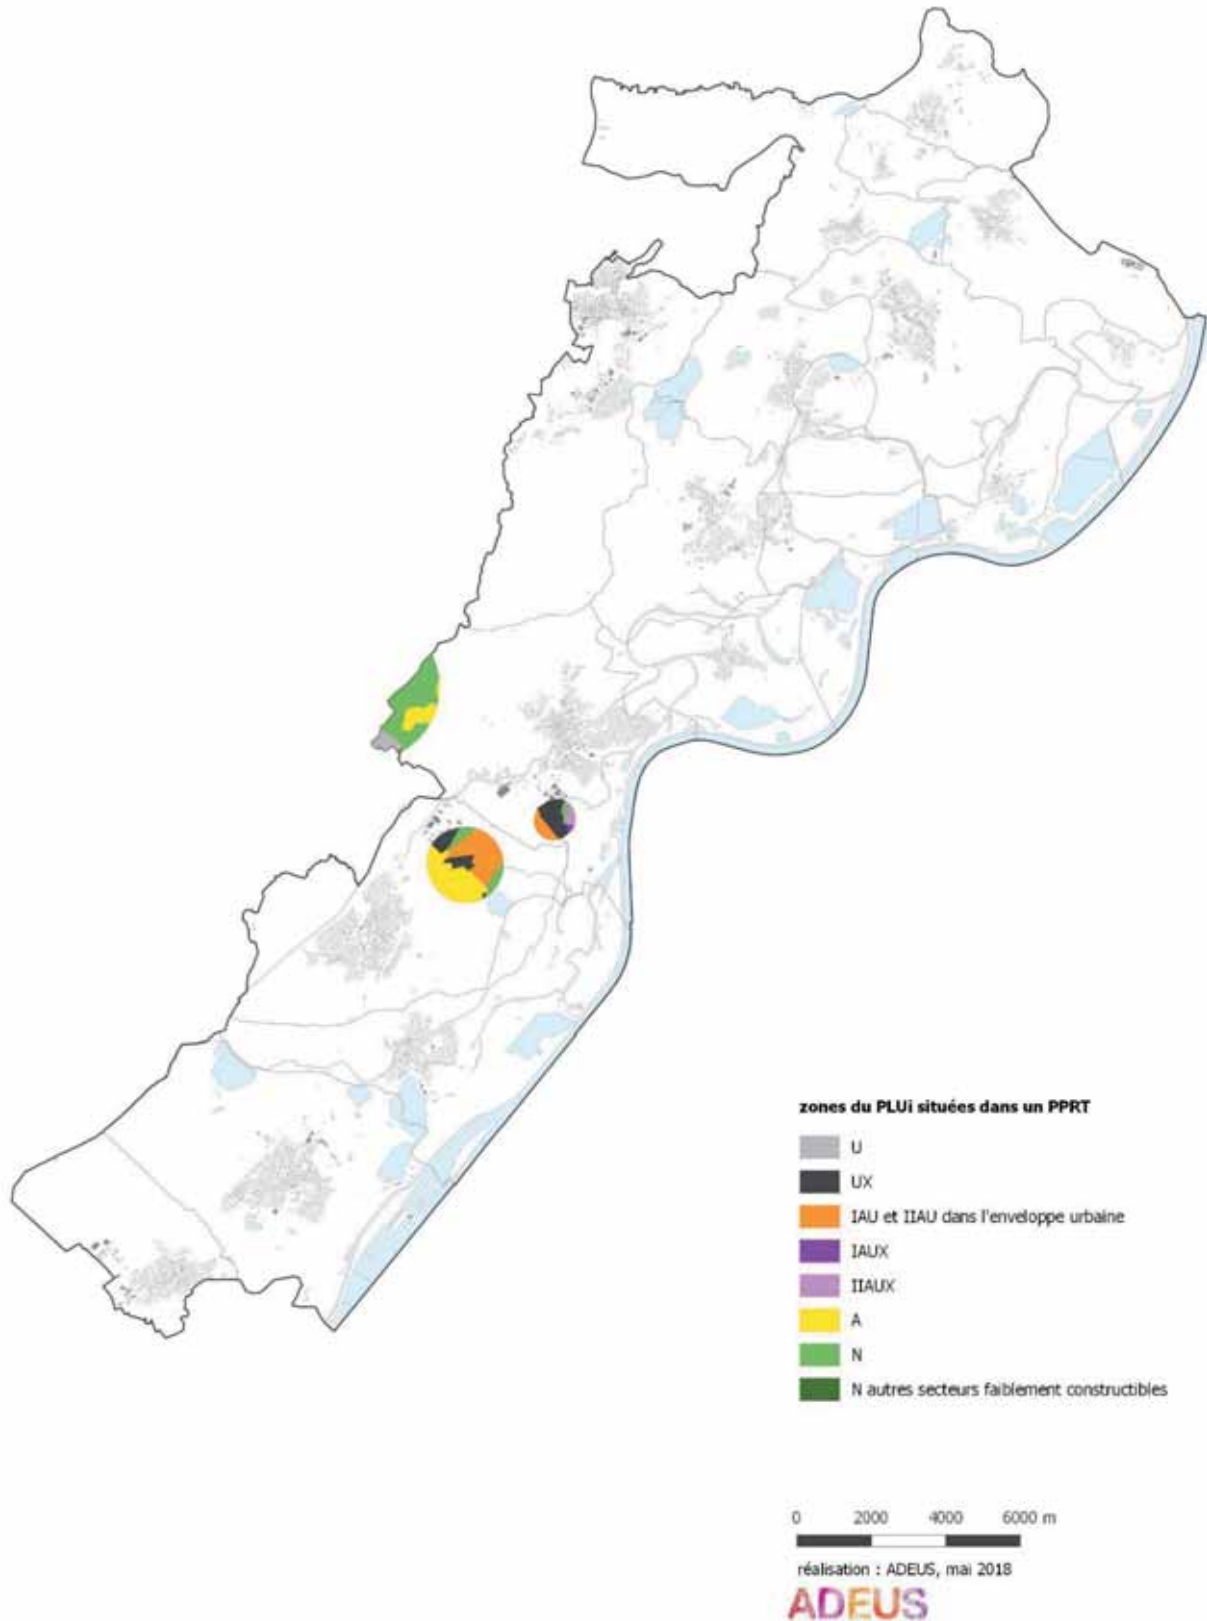 zones du PLUi situées dans un PPRT
U
UX
IAU et IIAU dans l'enveloppe urbaine
IAUX
IIAUX
A
N
N autres secteurs faiblement constructibles
0 2000 4000 6000 m
réalisation : ADEUS, mai 2018
ADEUS